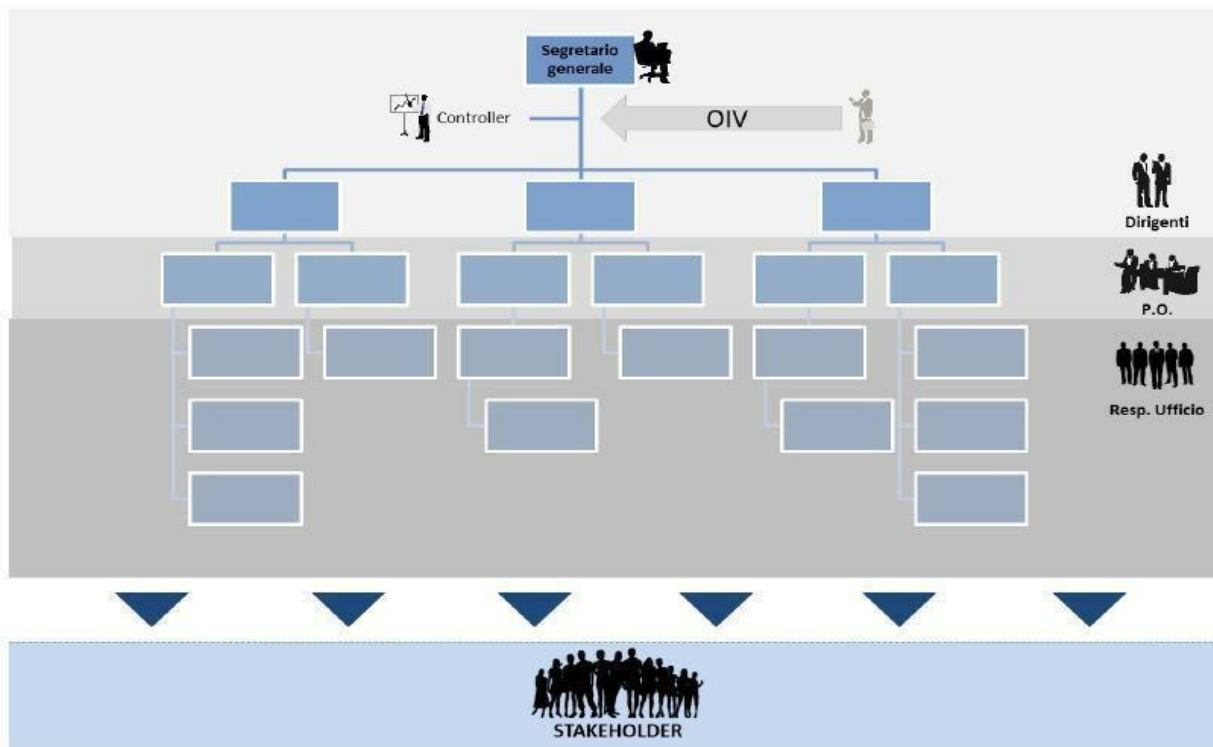 Segretario
generale
Controller
OIV
Dirigenti
P.O.
Resp. Ufficio
STAKEHOLDER